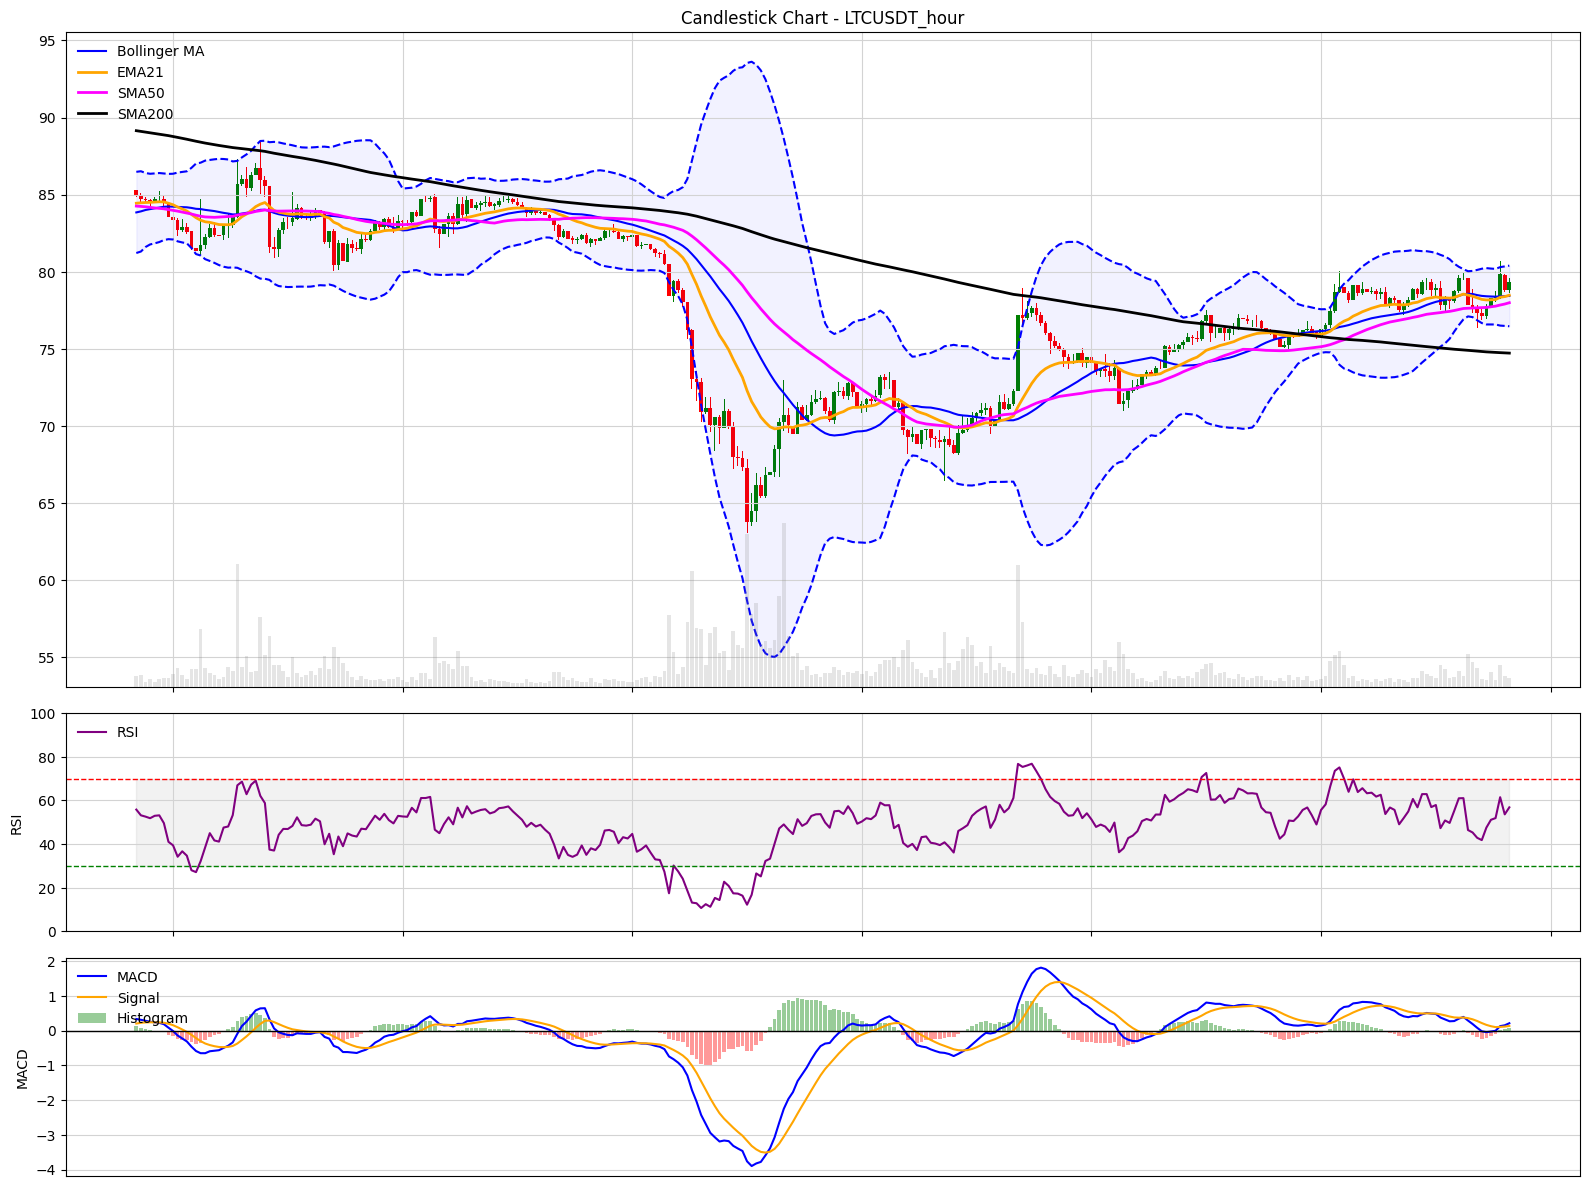 Candlestick Chart - LTCUSDT_hour
95
90
85
80
75
70
65
60
55
Bollinger MA
EMA21
SMA50
SMA200
100
80
60
40
20
0
RSI
RSI
2
1
0
−1
−2
−3
−4
MACD
MACD
Signal
Histogram